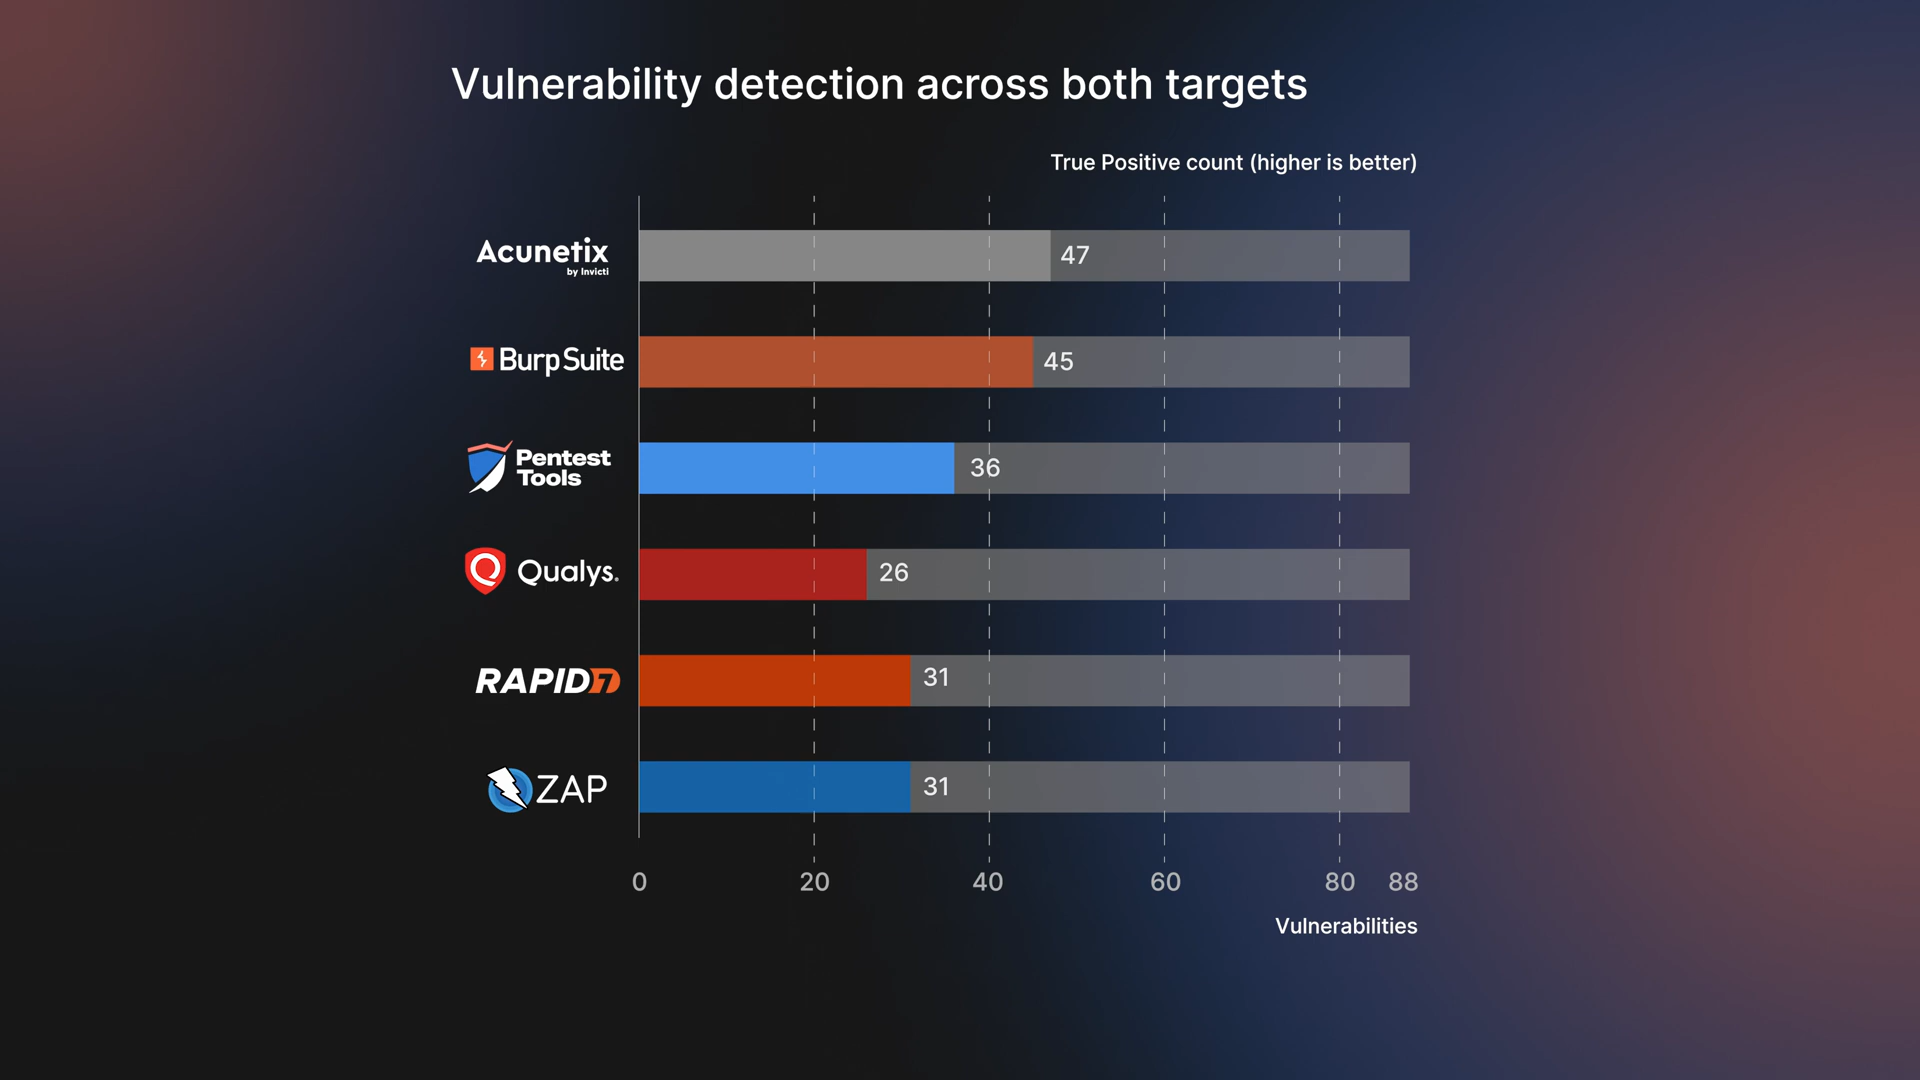 Vulnerability detection across both targets
True Positive count (higher is better)
Acunetix
by Invicti
47
Burp Suite
45
Pentest
Tools
36
Qualys.
26
RAPID7
31
ZAP
31
0 20 40 60 80 88
Vulnerabilities